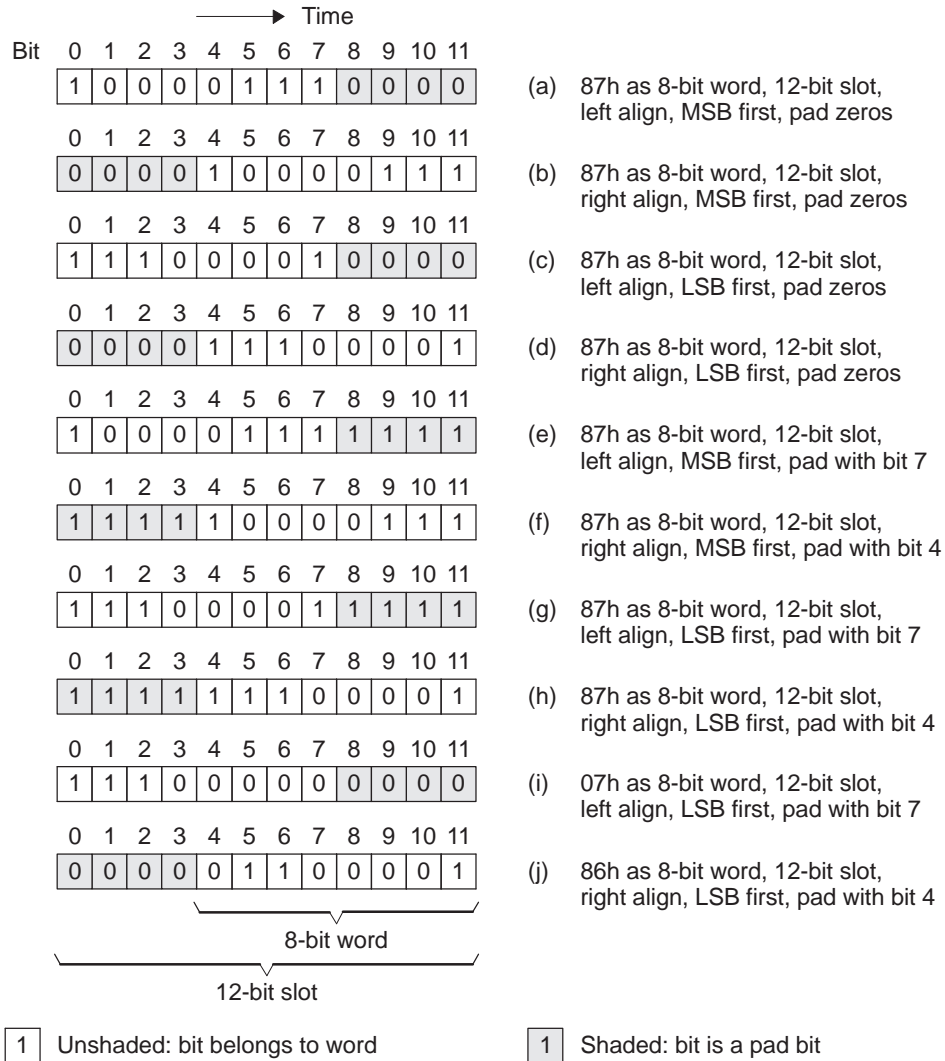 Time
Bit 0 1 2 3 4 5 6 7 8 9 10 11
1 0 0 0 0 1 1 1 0 0 0 0
(a) 87h as 8-bit word, 12-bit slot,
left align, MSB first, pad zeros
0 1 2 3 4 5 6 7 8 9 10 11
0 0 0 0 1 0 0 0 0 1 1 1
(b) 87h as 8-bit word, 12-bit slot,
right align, MSB first, pad zeros
0 1 2 3 4 5 6 7 8 9 10 11
1 1 1 0 0 0 0 1 0 0 0 0
(c) 87h as 8-bit word, 12-bit slot,
left align, LSB first, pad zeros
0 1 2 3 4 5 6 7 8 9 10 11
0 0 0 0 1 1 1 0 0 0 0 1
(d) 87h as 8-bit word, 12-bit slot,
right align, LSB first, pad zeros
0 1 2 3 4 5 6 7 8 9 10 11
1 0 0 0 0 1 1 1 1 1 1 1
(e) 87h as 8-bit word, 12-bit slot,
left align, MSB first, pad with bit 7
0 1 2 3 4 5 6 7 8 9 10 11
1 1 1 1 1 0 0 0 0 1 1 1
(f) 87h as 8-bit word, 12-bit slot,
right align, MSB first, pad with bit 4
0 1 2 3 4 5 6 7 8 9 10 11
1 1 1 0 0 0 0 1 1 1 1 1
(g) 87h as 8-bit word, 12-bit slot,
left align, LSB first, pad with bit 7
0 1 2 3 4 5 6 7 8 9 10 11
1 1 1 1 1 1 1 0 0 0 0 1
(h) 87h as 8-bit word, 12-bit slot,
right align, LSB first, pad with bit 4
0 1 2 3 4 5 6 7 8 9 10 11
1 1 1 0 0 0 0 0 0 0 0 0
(i) 07h as 8-bit word, 12-bit slot,
left align, LSB first, pad with bit 7
0 1 2 3 4 5 6 7 8 9 10 11
0 0 0 0 0 1 1 0 0 0 0 1
(j) 86h as 8-bit word, 12-bit slot,
right align, LSB first, pad with bit 4
8-bit word
12-bit slot
1 Unshaded: bit belongs to word
1 Shaded: bit is a pad bit